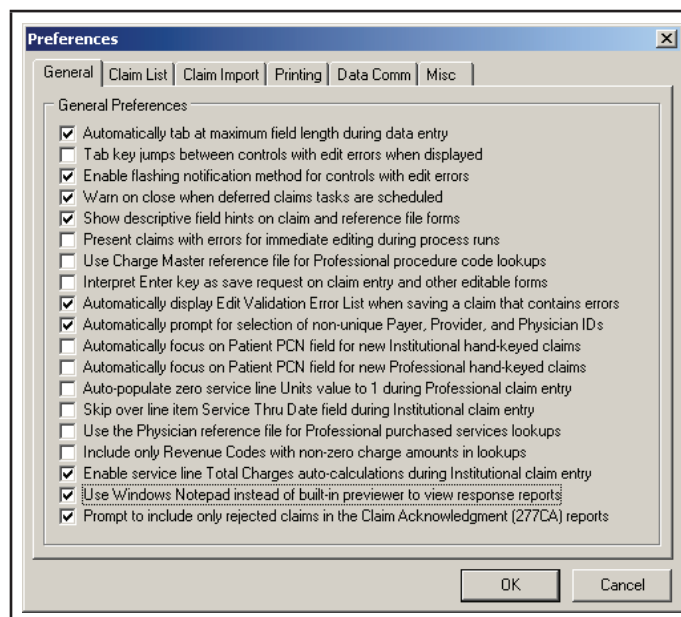 Preferences
General
Claim List
Claim Import
Printing
Data Comm
Misc
General Preferences
Automatically tab at maximum field length during data entry
Tab key jumps between controls with edit errors when displayed
Enable flashing notification method for controls with edit errors
Warn on close when deferred claims tasks are scheduled
Show descriptive field hints on claim and reference file forms
Present claims with errors for immediate editing during process runs
Use Charge Master reference file for Professional procedure code lookups
Interpret Enter key as save request on claim entry and other editable forms
Automatically display Edit Validation Error List when saving a claim that contains errors
Automatically prompt for selection of non-unique Payer, Provider, and Physician IDs
Automatically focus on Patient PCN field for new Institutional hand-keyed claims
Automatically focus on Patient PCN field for new Professional hand-keyed claims
Auto-populate zero service line Units value to 1 during Professional claim entry
Skip over line item Service Thru Date field during Institutional claim entry
Use the Physician reference file for Professional purchased services lookups
Include only Revenue Codes with non-zero charge amounts in lookups
Enable service line Total Charges auto-calculations during Institutional claim entry
Use Windows Notepad instead of built-in previewer to view response reports
Prompt to include only rejected claims in the Claim Acknowledgment (277CA) reports
OK
Cancel